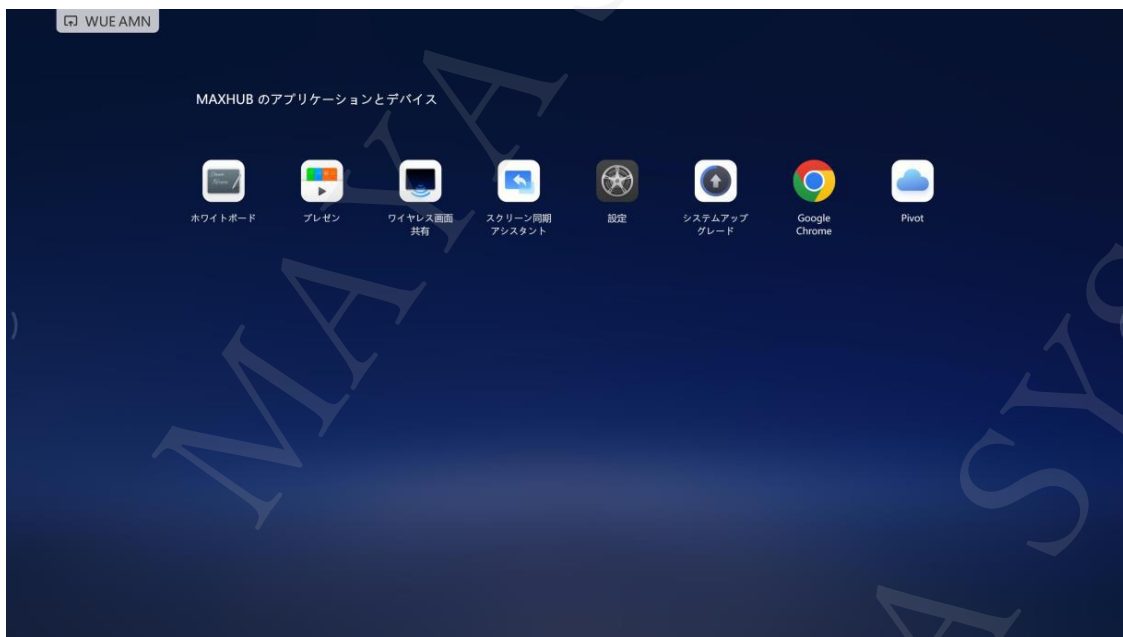 WUE AMN
MAXHUB のアプリケーションとデバイス
ホワイトボード
プレゼン
ワイヤレス画面
共有
スクリーン同期
アシスタント
設定
システムアップ
グレード
Google
Chrome
Pivot
MAYA
SYS
A